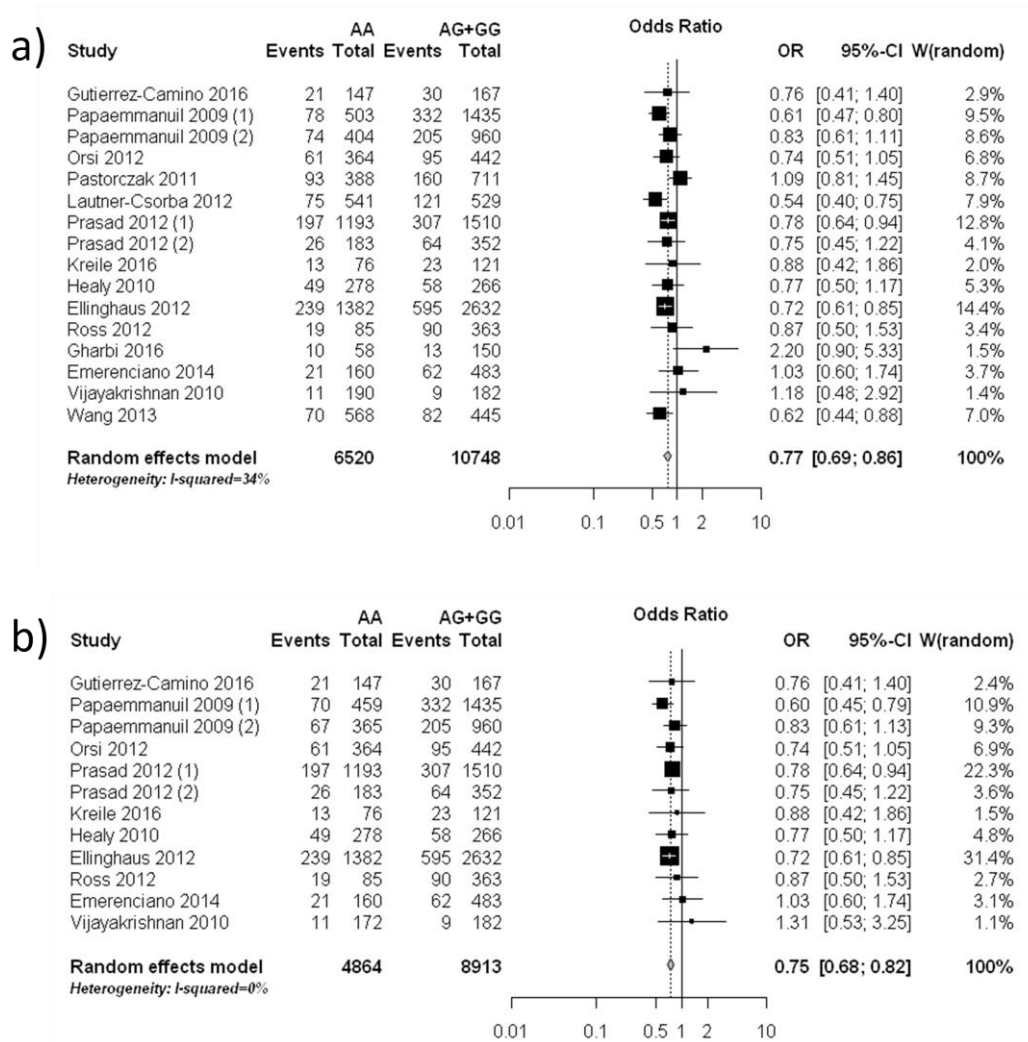 a)
AA AG+GG Odds Ratio
Study Events Total Events Total OR 95%-CI W(random)
Gutierrez-Camino 2016 21 147 30 167 0.76 [0.41; 1.40] 2.9%
Papaemmanuil 2009 (1) 78 503 332 1435 0.61 [0.47; 0.80] 9.5%
Papaemmanuil 2009 (2) 74 404 205 960 0.83 [0.61; 1.11] 8.6%
Orsi 2012 61 364 95 442 0.74 [0.51; 1.05] 6.8%
Pastorczak 2011 93 388 160 711 1.09 [0.81; 1.45] 8.7%
Lautner-Csorba 2012 75 541 121 529 0.54 [0.40; 0.75] 7.9%
Prasad 2012 (1) 197 1193 307 1510 0.78 [0.64; 0.94] 12.8%
Prasad 2012 (2) 26 183 64 352 0.75 [0.45; 1.22] 4.1%
Kreile 2016 13 76 23 121 0.88 [0.42; 1.86] 2.0%
Healy 2010 49 278 58 266 0.77 [0.50; 1.17] 5.3%
Ellinghaus 2012 239 1382 595 2632 0.72 [0.61; 0.85] 14.4%
Ross 2012 19 85 90 363 0.87 [0.50; 1.53] 3.4%
Gharbi 2016 10 58 13 150 2.20 [0.90; 5.33] 1.5%
Emerenciano 2014 21 160 62 483 1.03 [0.60; 1.74] 3.7%
Vijayakrishnan 2010 11 190 9 182 1.18 [0.48; 2.92] 1.4%
Wang 2013 70 568 82 445 0.62 [0.44; 0.88] 7.0%
Random effects model 6520 10748 0.77 [0.69; 0.86] 100%
Heterogeneity: I-squared=34%
0.01 0.1 0.5 1 2 10
b)
AA AG+GG Odds Ratio
Study Events Total Events Total OR 95%-CI W(random)
Gutierrez-Camino 2016 21 147 30 167 0.76 [0.41; 1.40] 2.4%
Papaemmanuil 2009 (1) 70 459 332 1435 0.60 [0.45; 0.79] 10.9%
Papaemmanuil 2009 (2) 67 365 205 960 0.83 [0.61; 1.13] 9.3%
Orsi 2012 61 364 95 442 0.74 [0.51; 1.05] 6.9%
Prasad 2012 (1) 197 1193 307 1510 0.78 [0.64; 0.94] 22.3%
Prasad 2012 (2) 26 183 64 352 0.75 [0.45; 1.22] 3.6%
Kreile 2016 13 76 23 121 0.88 [0.42; 1.86] 1.5%
Healy 2010 49 278 58 266 0.77 [0.50; 1.17] 4.8%
Ellinghaus 2012 239 1382 595 2632 0.72 [0.61; 0.85] 31.4%
Ross 2012 19 85 90 363 0.87 [0.50; 1.53] 2.7%
Emerenciano 2014 21 160 62 483 1.03 [0.60; 1.74] 3.1%
Vijayakrishnan 2010 11 172 9 182 1.31 [0.53; 3.25] 1.1%
Random effects model 4864 8913 0.75 [0.68; 0.82] 100%
Heterogeneity: I-squared=0%
0.01 0.1 0.5 1 2 10